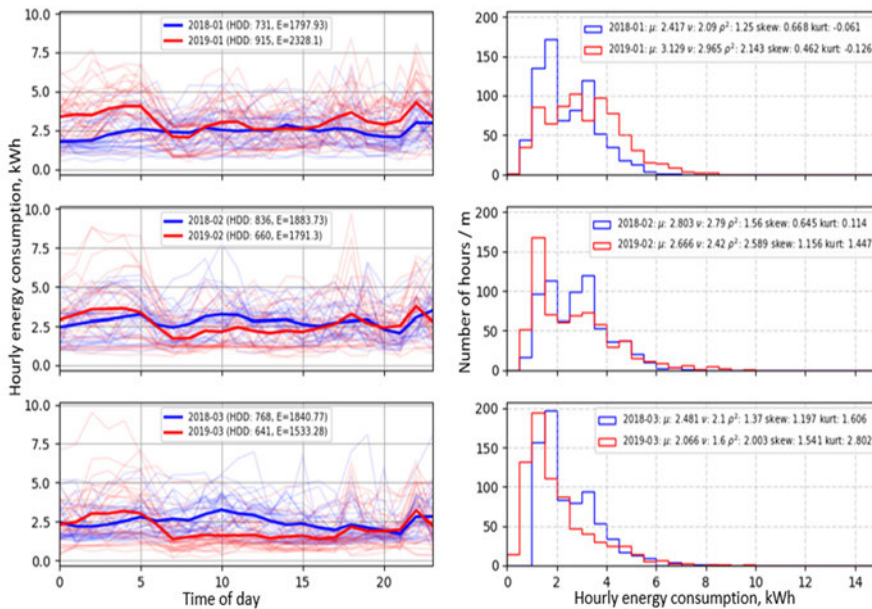 10.0
7.5
5.0
2.5
0.0
2018-01 (HDD: 731, E=1797.93)
2019-01 (HDD: 915, E=2328.1)
200
150
100
50
0
2018-01: μ: 2.417 ν: 2.09 ρ²: 1.25 skew: 0.668 kurt: -0.061
2019-01: μ: 3.129 ν: 2.965 ρ²: 2.143 skew: 0.462 kurt: -0.126
Hourly energy consumption, kWh
10.0
7.5
5.0
2.5
0.0
2018-02 (HDD: 836, E=1883.73)
2019-02 (HDD: 660, E=1791.3)
Number of hours / m
200
150
100
50
0
2018-02: μ: 2.803 ν: 2.79 ρ²: 1.56 skew: 0.645 kurt: 0.114
2019-02: μ: 2.666 ν: 2.42 ρ²: 2.589 skew: 1.156 kurt: 1.447
10.0
7.5
5.0
2.5
0.0
2018-03 (HDD: 768, E=1840.77)
2019-03 (HDD: 641, E=1533.28)
0 5 10 15 20
Time of day
200
150
100
50
0
2018-03: μ: 2.481 ν: 2.1 ρ²: 1.37 skew: 1.197 kurt: 1.606
2019-03: μ: 2.066 ν: 1.6 ρ²: 2.003 skew: 1.541 kurt: 2.802
0 2 4 6 8 10 12 14
Hourly energy consumption, kWh